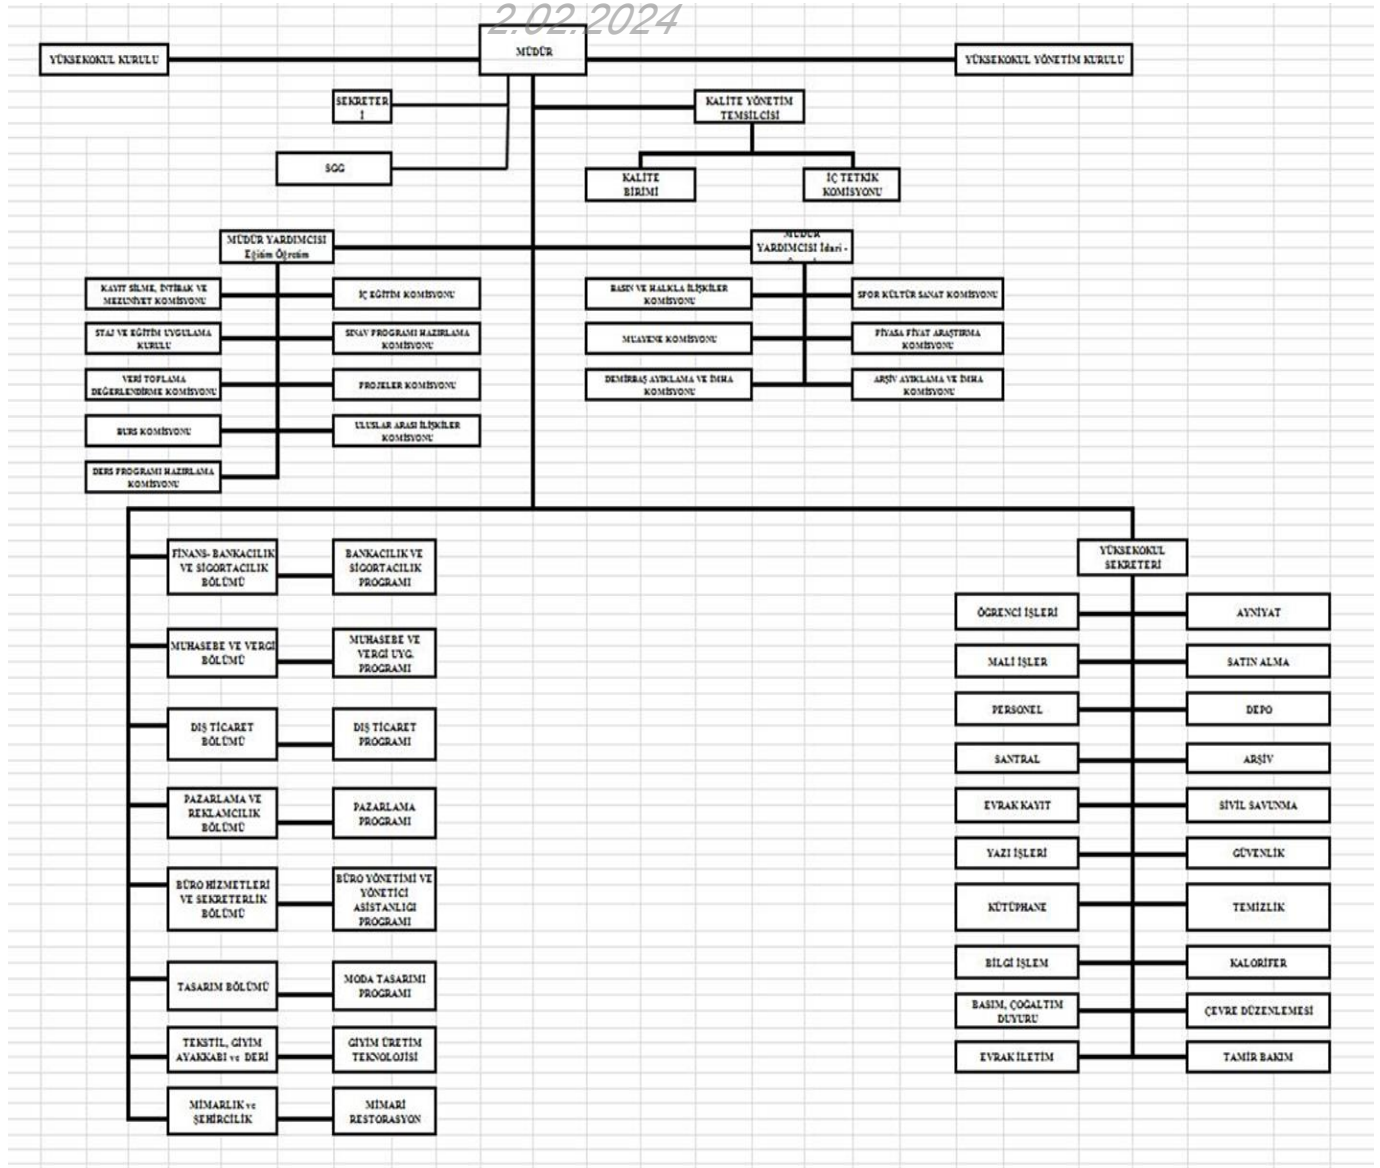 2.02.2024
MÜDÜR
YÜKSEKOKUL KURULU
YÜKSEKOKUL YÖNETİM KURULU
SEKRETER
İ
KALİTE YÖNETİM
TEMSİLCİSİ
SGG
KALİTE
BİRİMİ
İÇ TETKİK
KOMİSYONU
MÜDÜR YARDIMCISI
Eğitim Öğretim
MÜDÜR
YARDIMCISI İdari -
KAYIT SİLME, İNTİBAK VE
MEZUNİYET KOMİSYONU
İÇ EĞİTİM KOMİSYONU
STAJ VE EĞİTİM UYGULAMA
KURULU
SINAV PROGRAMI HAZIRLAMA
KOMİSYONU
VERİ TOPLAMA
DEĞERLENDİRME KOMİSYONU
PROJELER KOMİSYONU
BURS KOMİSYONU
ULUSLAR ARASI İLİŞKİLER
KOMİSYONU
DERS PROGRAMI HAZIRLAMA
KOMİSYONU
BASIN VE HALKLA İLİŞKİLER
KOMİSYONU
SPOR KÜLTÜR SANAT KOMİSYONU
MUAYENE KOMİSYONU
PİYASA FİYAT ARAŞTIRMA
KOMİSYONU
DEMİRBAŞ AYIKLAMA VE İMHA
KOMİSYONU
ARŞİV AYIKLAMA VE İMHA
KOMİSYONU
FİNANS- BANKACILIK
VE SİGORTACILIK
BÖLÜMÜ
BANKACILIK VE
SİGORTACILIK
PROGRAMI
MUHASEBE VE VERGİ
BÖLÜMÜ
MUHASEBE VE
VERGİ UYG.
PROGRAMI
DIŞ TİCARET
BÖLÜMÜ
DIŞ TİCARET
PROGRAMI
PAZARLAMA VE
REKLAMCILIK
BÖLÜMÜ
PAZARLAMA
PROGRAMI
BÜRO HİZMETLERİ
VE SEKRETERLİK
BÖLÜMÜ
BÜRO YÖNETİMİ VE
YÖNETİCİ
ASİSTANLIĞI
PROGRAMI
TASARIM BÖLÜMÜ
MODA TASARIMI
PROGRAMI
TEKSTİL, GİYİM
AYAKKABI ve DERİ
GİYİM ÜRETİM
TEKNOLOJİSİ
MİMARLIK ve
ŞEHİRCİLİK
MİMARİ
RESTORASYON
YÜKSEKOKUL
SEKRETERİ
ÖĞRENCİ İŞLERİ
AYNİYAT
MALİ İŞLER
SATIN ALMA
PERSONEL
DEPO
SANTRAL
ARŞİV
EVRAK KAYIT
SİVİL SAVUNMA
YAZI İŞLERİ
GÜVENLİK
KÜTÜPHANE
TEMİZLİK
BİLGİ İŞLEM
KALORİFER
BASIM, ÇOĞALTIM
DUYURU
ÇEVRE DÜZENLEMESİ
EVRAK İLETİM
TAMİR BAKIM